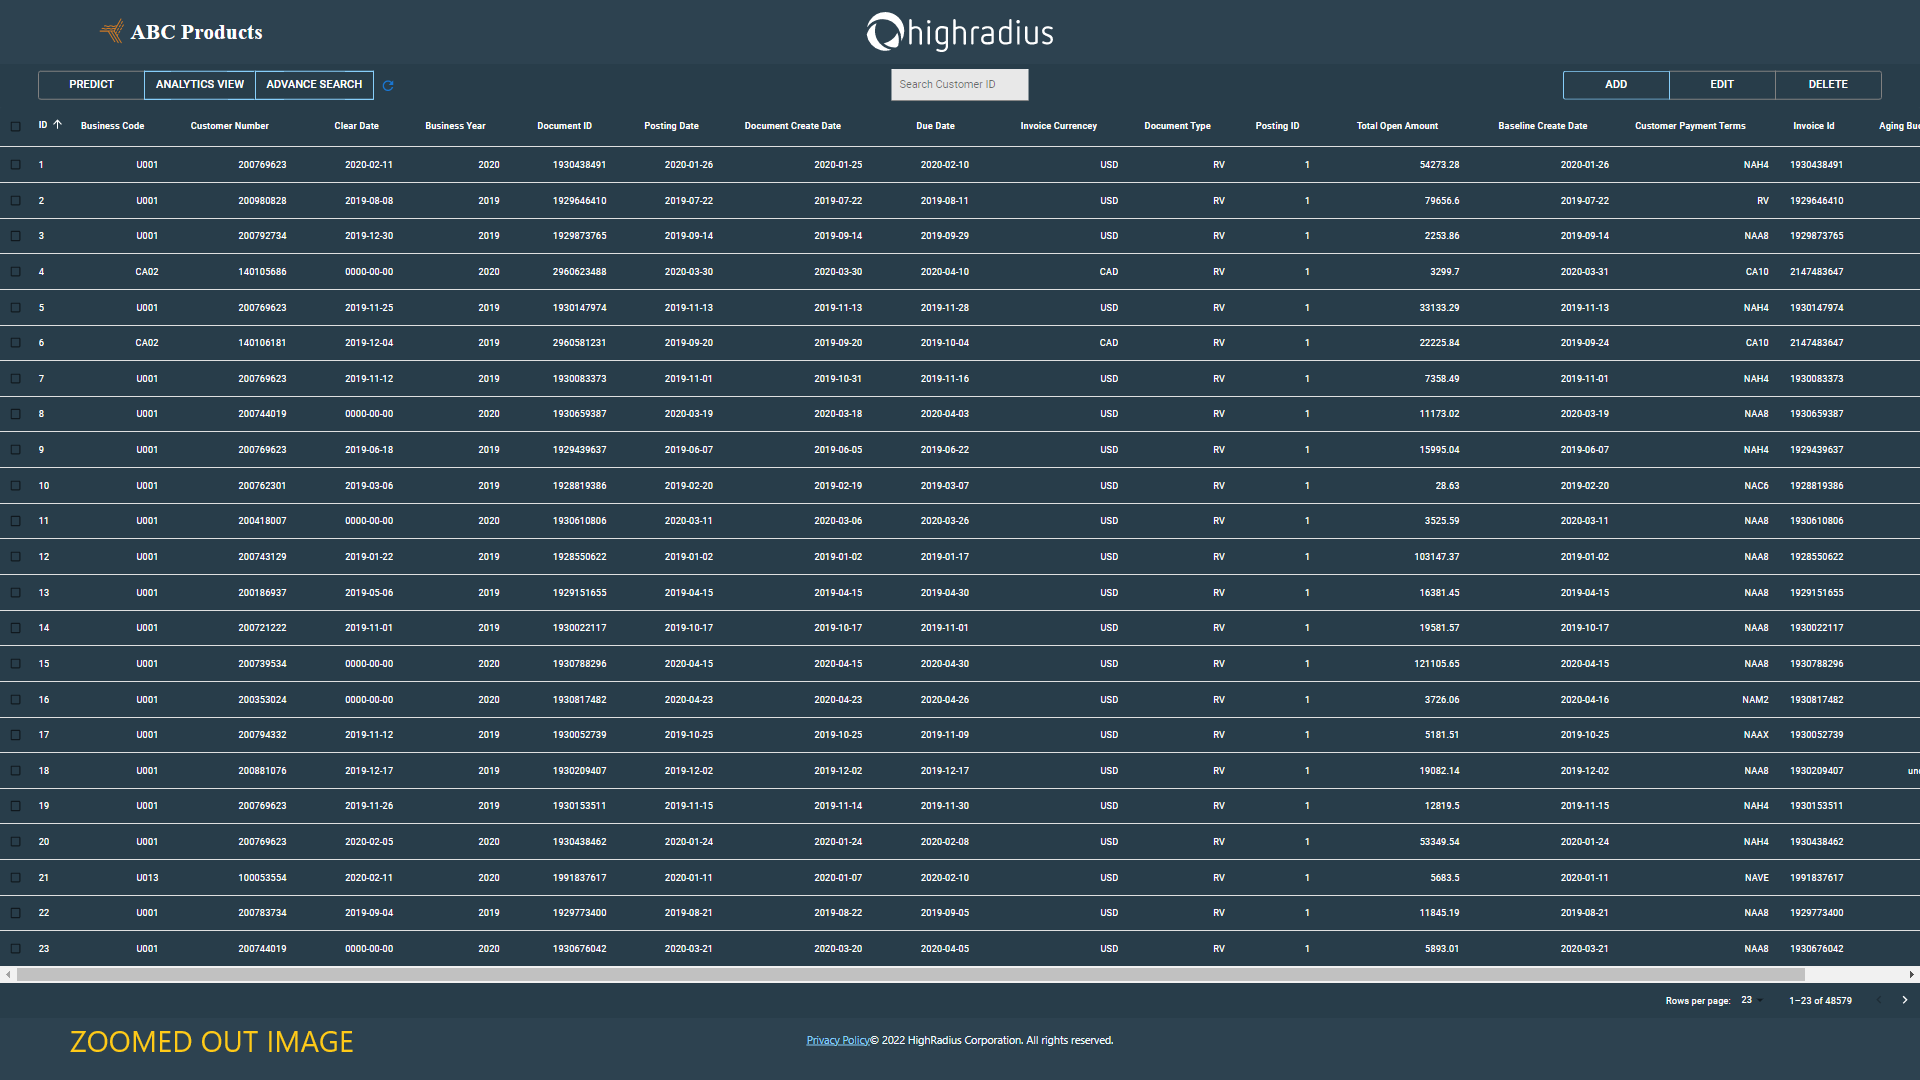 ABC Products
highradius
PREDICT ANALYTICS VIEW ADVANCE SEARCH Search Customer ID ADD EDIT DELETE
ID Business Code Customer Number Clear Date Business Year Document ID Posting Date Document Create Date Due Date Invoice Currencey Document Type Posting ID Total Open Amount Baseline Create Date Customer Payment Terms Invoice Id Aging Buc
1 U001 200769623 2020-02-11 2020 1930438491 2020-01-26 2020-01-25 2020-02-10 USD RV 1 54273.28 2020-01-26 NAH4 1930438491
2 U001 200980828 2019-08-08 2019 1929646410 2019-07-22 2019-07-22 2019-08-11 USD RV 1 79656.6 2019-07-22 RV 1929646410
3 U001 200792734 2019-12-30 2019 1929873765 2019-09-14 2019-09-14 2019-09-29 USD RV 1 2253.86 2019-09-14 NAA8 1929873765
4 CA02 140105686 0000-00-00 2020 2960623488 2020-03-30 2020-03-30 2020-04-10 CAD RV 1 3299.7 2020-03-31 CA10 2147483647
5 U001 200769623 2019-11-25 2019 1930147974 2019-11-13 2019-11-13 2019-11-28 USD RV 1 33133.29 2019-11-13 NAH4 1930147974
6 CA02 140106181 2019-12-04 2019 2960581231 2019-09-20 2019-09-20 2019-10-04 CAD RV 1 22225.84 2019-09-24 CA10 2147483647
7 U001 200769623 2019-11-12 2019 1930083373 2019-11-01 2019-10-31 2019-11-16 USD RV 1 7358.49 2019-11-01 NAH4 1930083373
8 U001 200744019 0000-00-00 2020 1930659387 2020-03-19 2020-03-18 2020-04-03 USD RV 1 11173.02 2020-03-19 NAA8 1930659387
9 U001 200769623 2019-06-18 2019 1929439637 2019-06-07 2019-06-05 2019-06-22 USD RV 1 15995.04 2019-06-07 NAH4 1929439637
10 U001 200762301 2019-03-06 2019 1928819386 2019-02-20 2019-02-19 2019-03-07 USD RV 1 28.63 2019-02-20 NAC6 1928819386
11 U001 200418007 0000-00-00 2020 1930610806 2020-03-11 2020-03-06 2020-03-26 USD RV 1 3525.59 2020-03-11 NAA8 1930610806
12 U001 200743129 2019-01-22 2019 1928550622 2019-01-02 2019-01-02 2019-01-17 USD RV 1 103147.37 2019-01-02 NAA8 1928550622
13 U001 200186937 2019-05-06 2019 1929151655 2019-04-15 2019-04-15 2019-04-30 USD RV 1 16381.45 2019-04-15 NAA8 1929151655
14 U001 200721222 2019-11-01 2019 1930022117 2019-10-17 2019-10-17 2019-11-01 USD RV 1 19581.57 2019-10-17 NAA8 1930022117
15 U001 200739534 0000-00-00 2020 1930788296 2020-04-15 2020-04-15 2020-04-30 USD RV 1 121105.65 2020-04-15 NAA8 1930788296
16 U001 200353024 0000-00-00 2020 1930817482 2020-04-23 2020-04-23 2020-04-26 USD RV 1 3726.06 2020-04-16 NAM2 1930817482
17 U001 200794332 2019-11-12 2019 1930052739 2019-10-25 2019-10-25 2019-11-09 USD RV 1 5181.51 2019-10-25 NAAX 1930052739
18 U001 200881076 2019-12-17 2019 1930209407 2019-12-02 2019-12-02 2019-12-17 USD RV 1 19082.14 2019-12-02 NAA8 1930209407 und
19 U001 200769623 2019-11-26 2019 1930153511 2019-11-15 2019-11-14 2019-11-30 USD RV 1 12819.5 2019-11-15 NAH4 1930153511
20 U001 200769623 2020-02-05 2020 1930438462 2020-01-24 2020-01-24 2020-02-08 USD RV 1 53349.54 2020-01-24 NAH4 1930438462
21 U013 100053554 2020-02-11 2020 1991837617 2020-01-11 2020-01-07 2020-02-10 USD RV 1 5683.5 2020-01-11 NAVE 1991837617
22 U001 200783734 2019-09-04 2019 1929773400 2019-08-21 2019-08-22 2019-09-05 USD RV 1 11845.19 2019-08-21 NAA8 1929773400
23 U001 200744019 0000-00-00 2020 1930676042 2020-03-21 2020-03-20 2020-04-05 USD RV 1 5893.01 2020-03-21 NAA8 1930676042
Rows per page: 23 1–23 of 48579
ZOOMED OUT IMAGE
Privacy Policy© 2022 HighRadius Corporation. All rights reserved.